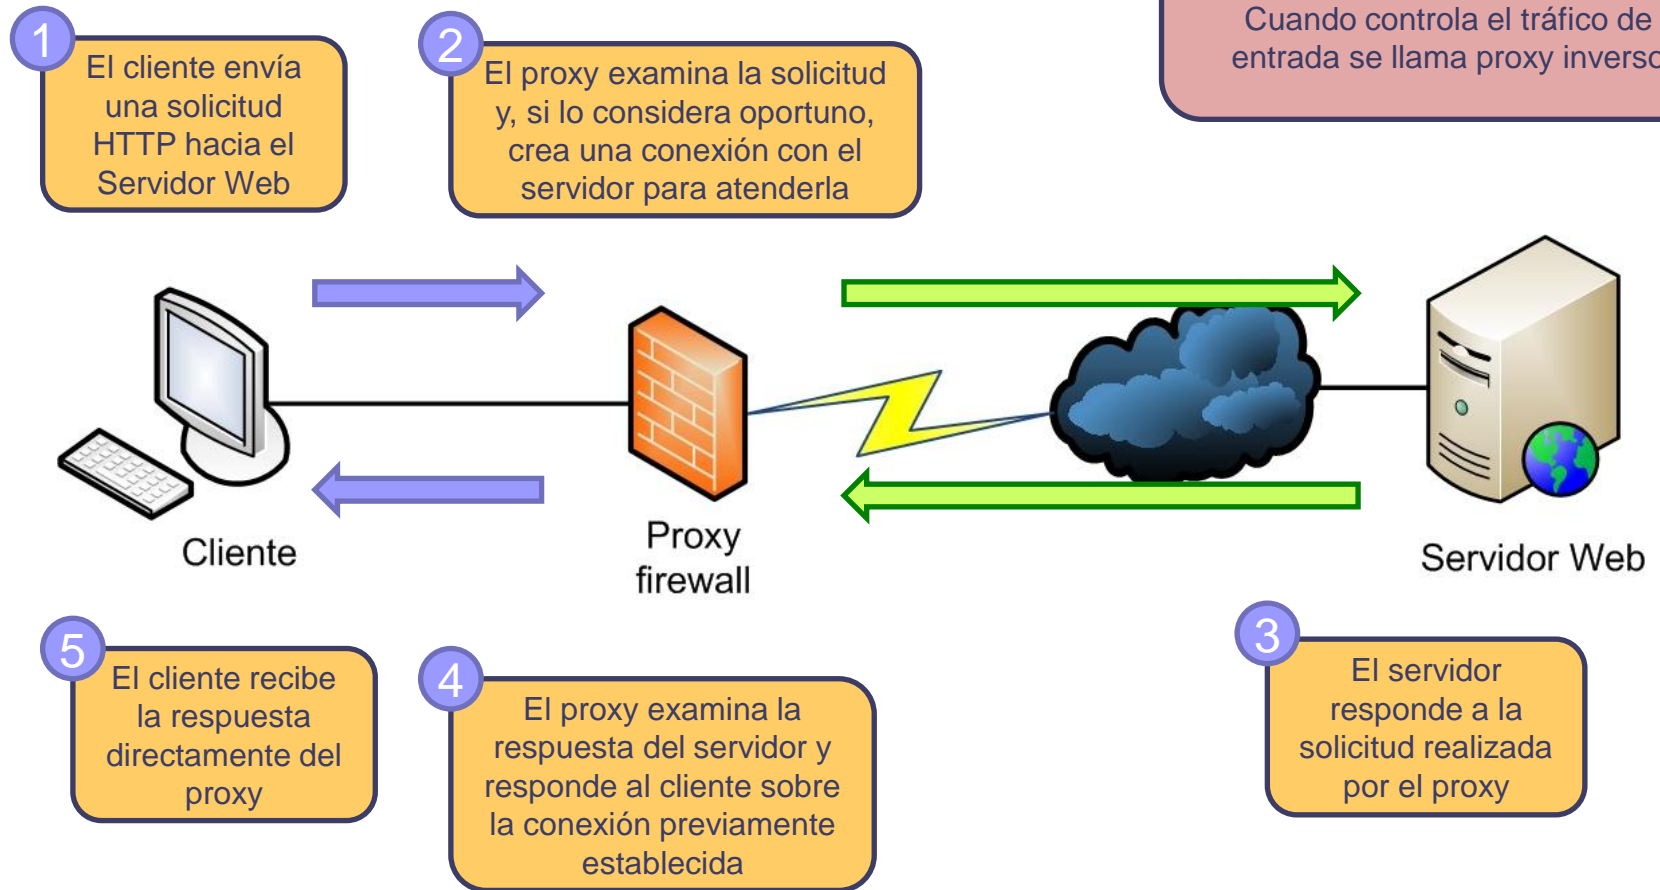 Cuando controla el tráfico de
entrada se llama proxy inverso
1
El cliente envía
una solicitud
HTTP hacia el
Servidor Web
2
El proxy examina la solicitud
y, si lo considera oportuno,
crea una conexión con el
servidor para atenderla
Cliente
Proxy
firewall
Servidor Web
5
El cliente recibe
la respuesta
directamente del
proxy
4
El proxy examina la
respuesta del servidor y
responde al cliente sobre
la conexión previamente
establecida
3
El servidor
responde a la
solicitud realizada
por el proxy